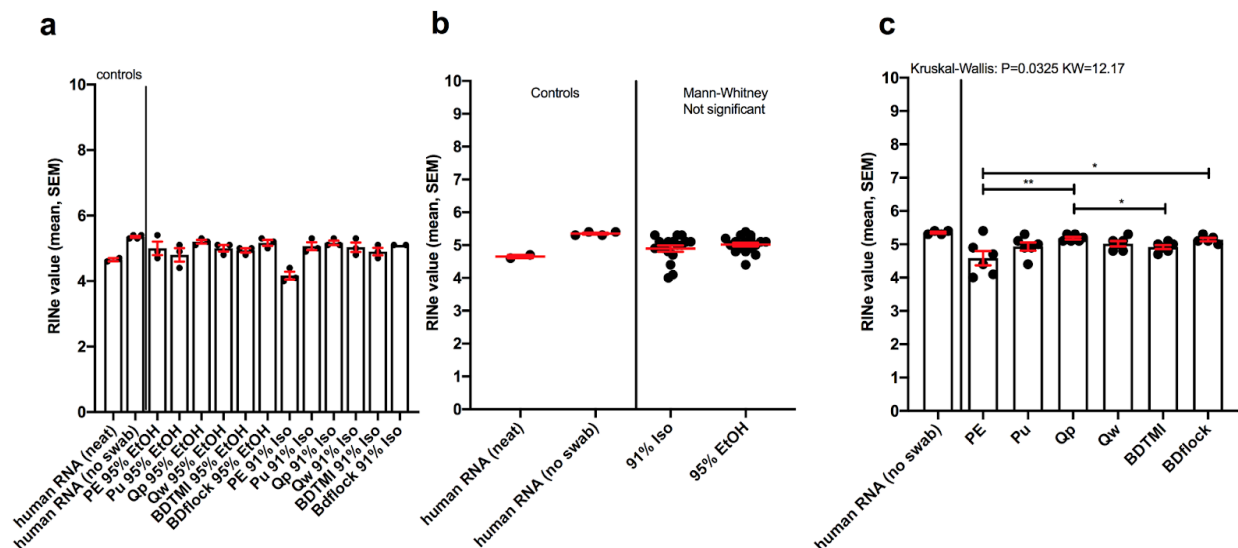 a
controls
RINe value (mean, SEM)
10
8
6
4
2
0
human RNA (neat)
human RNA (no swab)
PE 95% EtOH
Pu 95% EtOH
Qp 95% EtOH
Qw 95% EtOH
BDTMI 95% EtOH
BDflock 95% EtOH
PE 91% Iso
Pu 91% Iso
Qp 91% Iso
Qw 91% Iso
BDTMI 91% Iso
Bdflock 91% Iso
b
Controls
Mann-Whitney
Not significant
RINe value (mean, SEM)
10
9
8
7
6
5
4
3
2
1
0
human RNA (neat)
human RNA (no swab)
91% Iso
95% EtOH
c
Kruskal-Wallis: P=0.0325 KW=12.17
RINe value (mean, SEM)
10
9
8
7
6
5
4
3
2
1
0
*
**
*
human RNA (no swab)
PE
Pu
Qp
Qw
BDTMI
BDflock